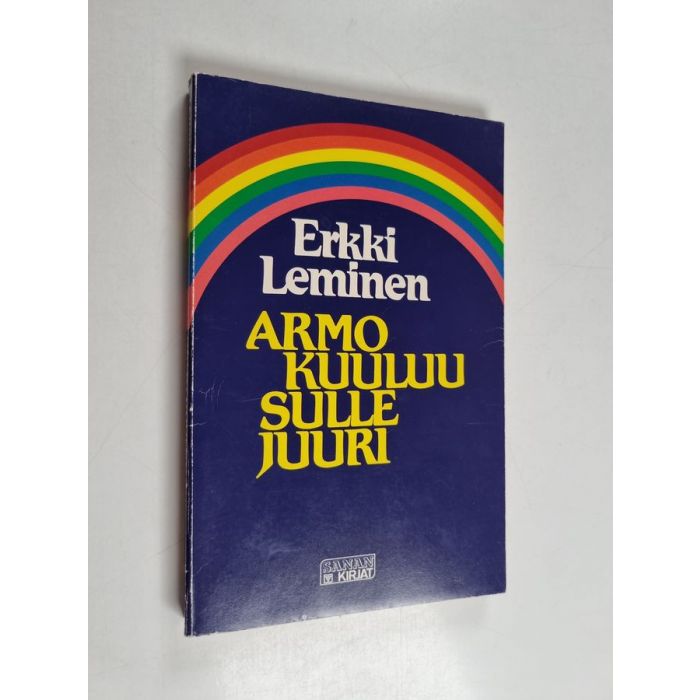 Erkki
Leminen
ARMO
KUULUU
SULLE
JUURI
SANAN
KIRJAT